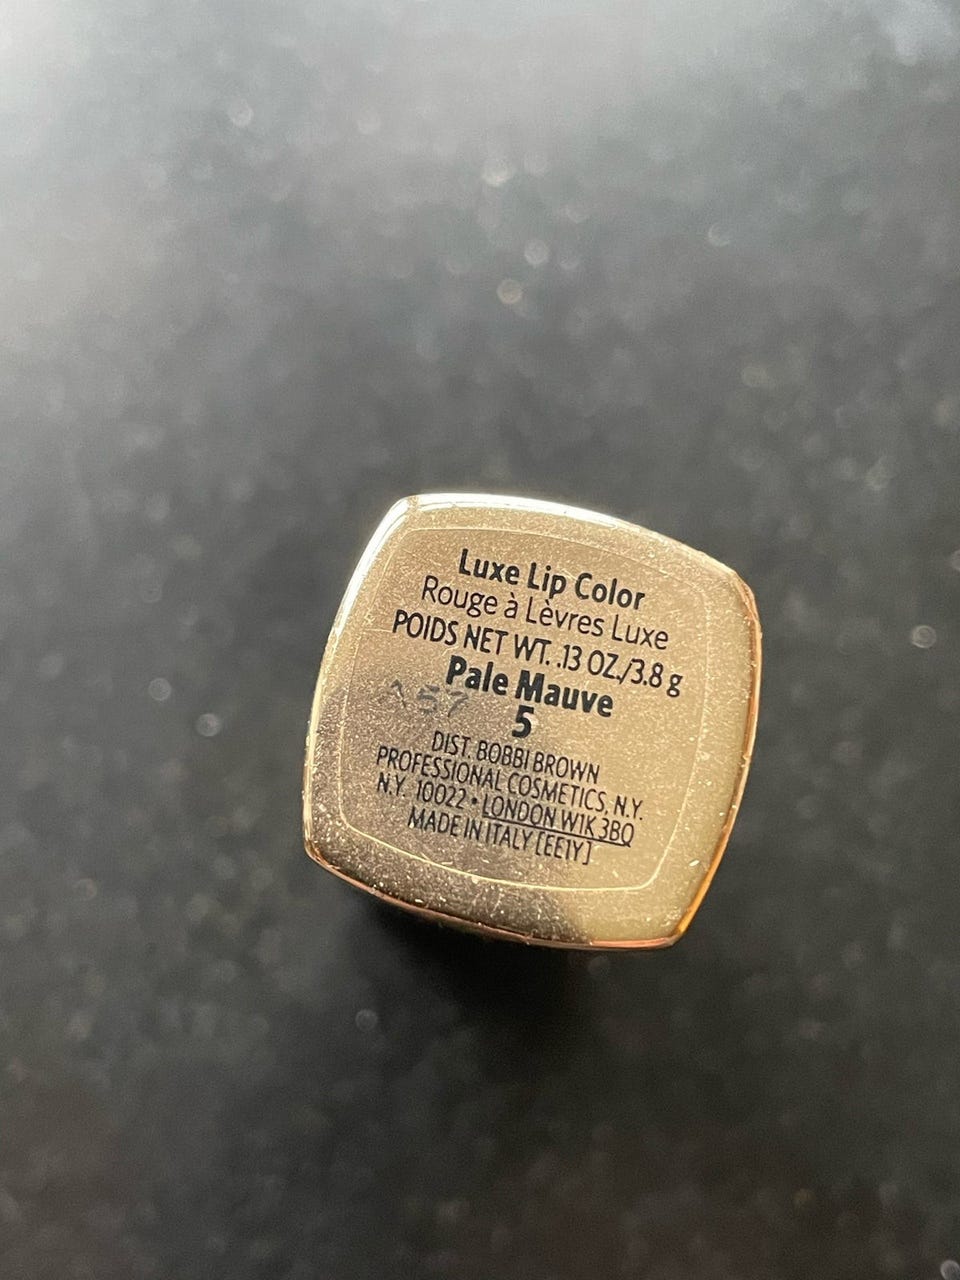 Luxe Lip Color
Rouge à Lèvres Luxe
POIDS NET WT. .13 OZ./3.8 g
Pale Mauve
A57
5
DIST. BOBBI BROWN
PROFESSIONAL COSMETICS, N.Y.
N.Y. 10022 • LONDON W1K 3BQ
MADE IN ITALY [EE1Y]